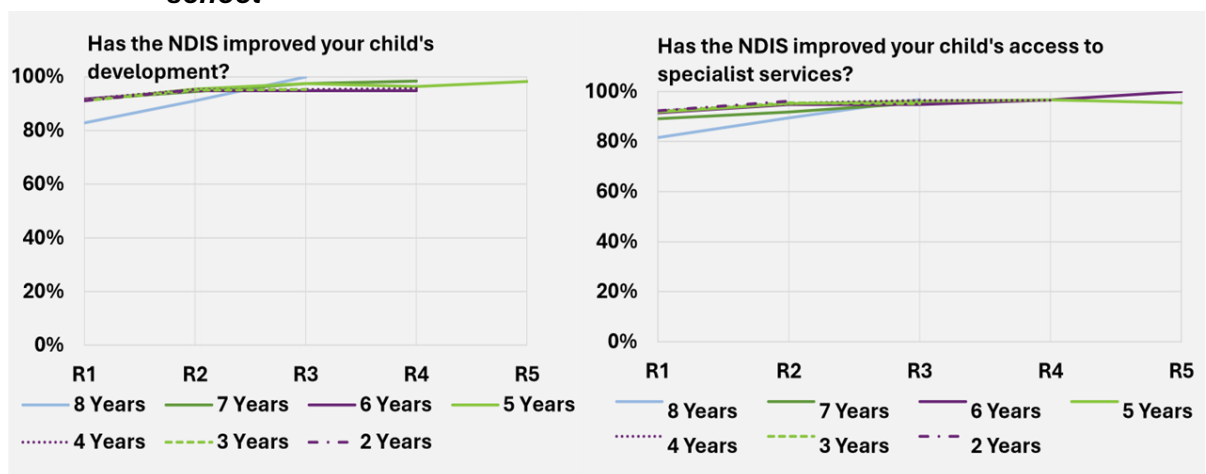 school
Has the NDIS improved your child's
development?
100%
80%
60%
40%
20%
0%
R1 R2 R3 R4 R5
8 Years 7 Years 6 Years 5 Years
4 Years 3 Years 2 Years
Has the NDIS improved your child's access to
specialist services?
100%
80%
60%
40%
20%
0%
R1 R2 R3 R4 R5
8 Years 7 Years 6 Years 5 Years
4 Years 3 Years 2 Years